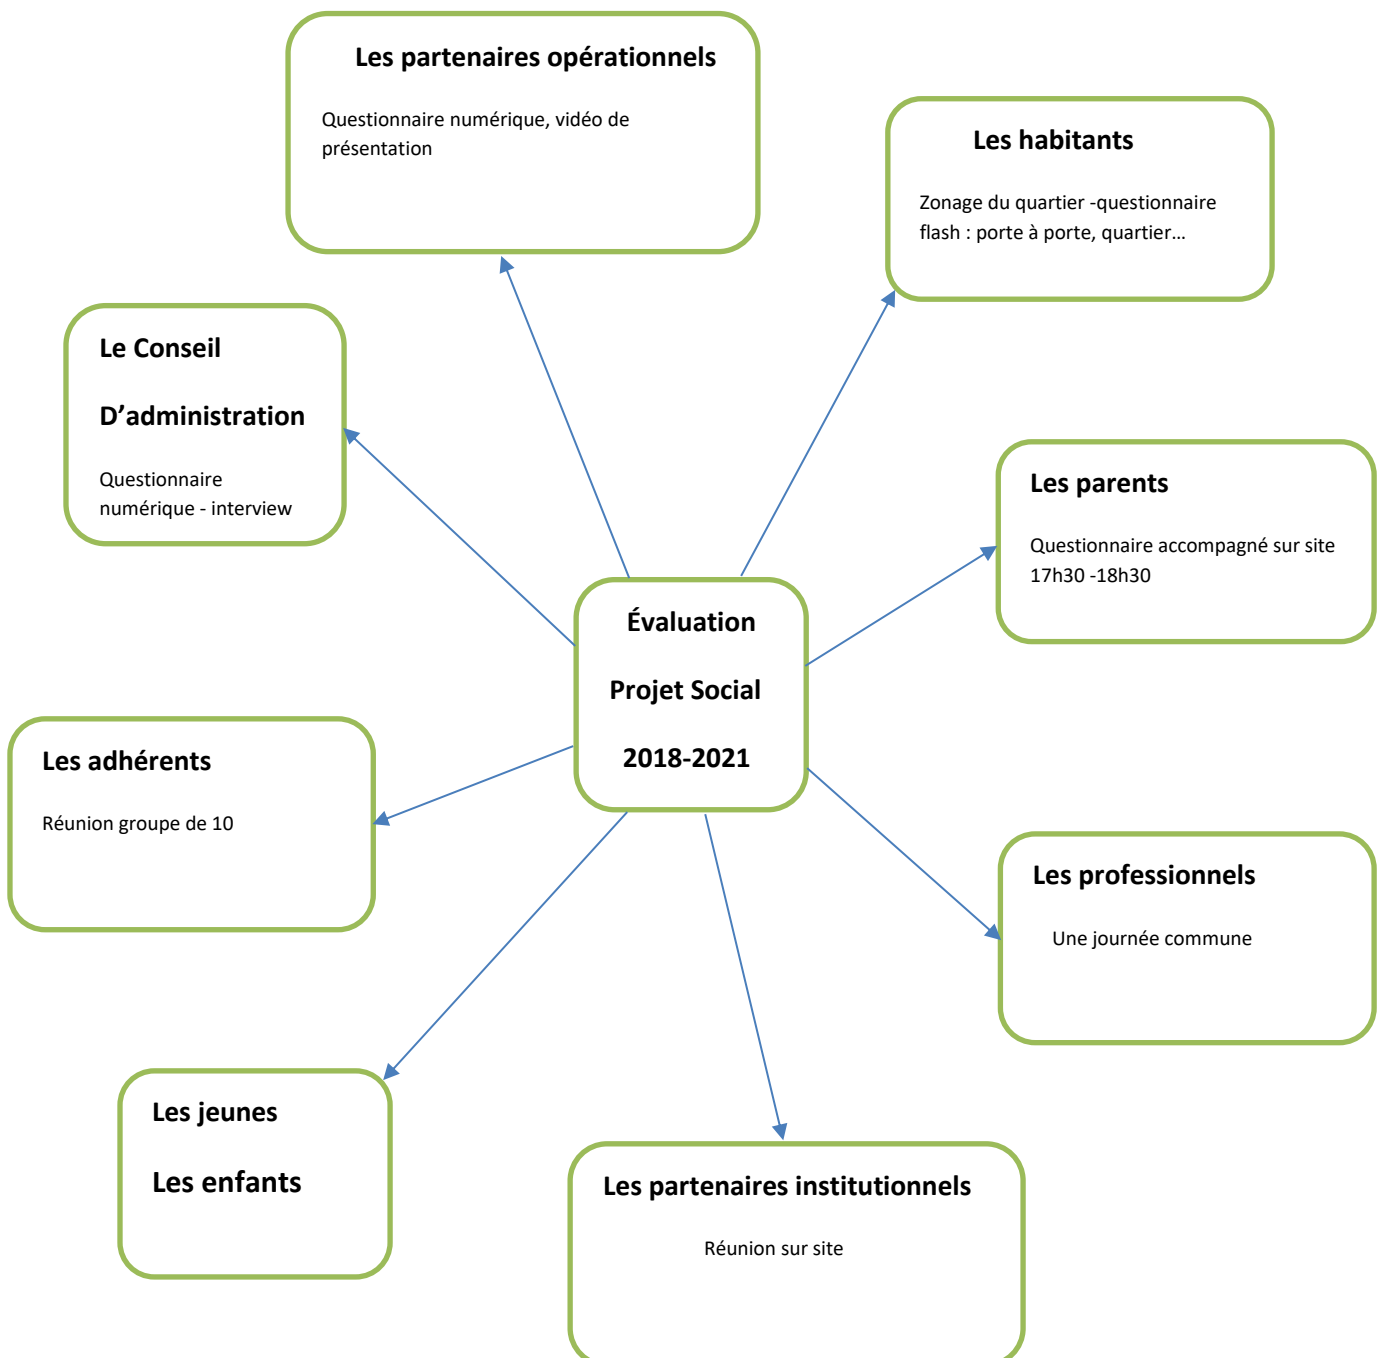 Les partenaires opérationnels
Questionnaire numérique, vidéo de
présentation
Les habitants
Zonage du quartier -questionnaire
flash : porte à porte, quartier…
Le Conseil
D’administration
Questionnaire
numérique - interview
Les parents
Questionnaire accompagné sur site
17h30 -18h30
Évaluation
Projet Social
2018-2021
Les adhérents
Réunion groupe de 10
Les professionnels
Une journée commune
Les jeunes
Les enfants
Les partenaires institutionnels
Réunion sur site